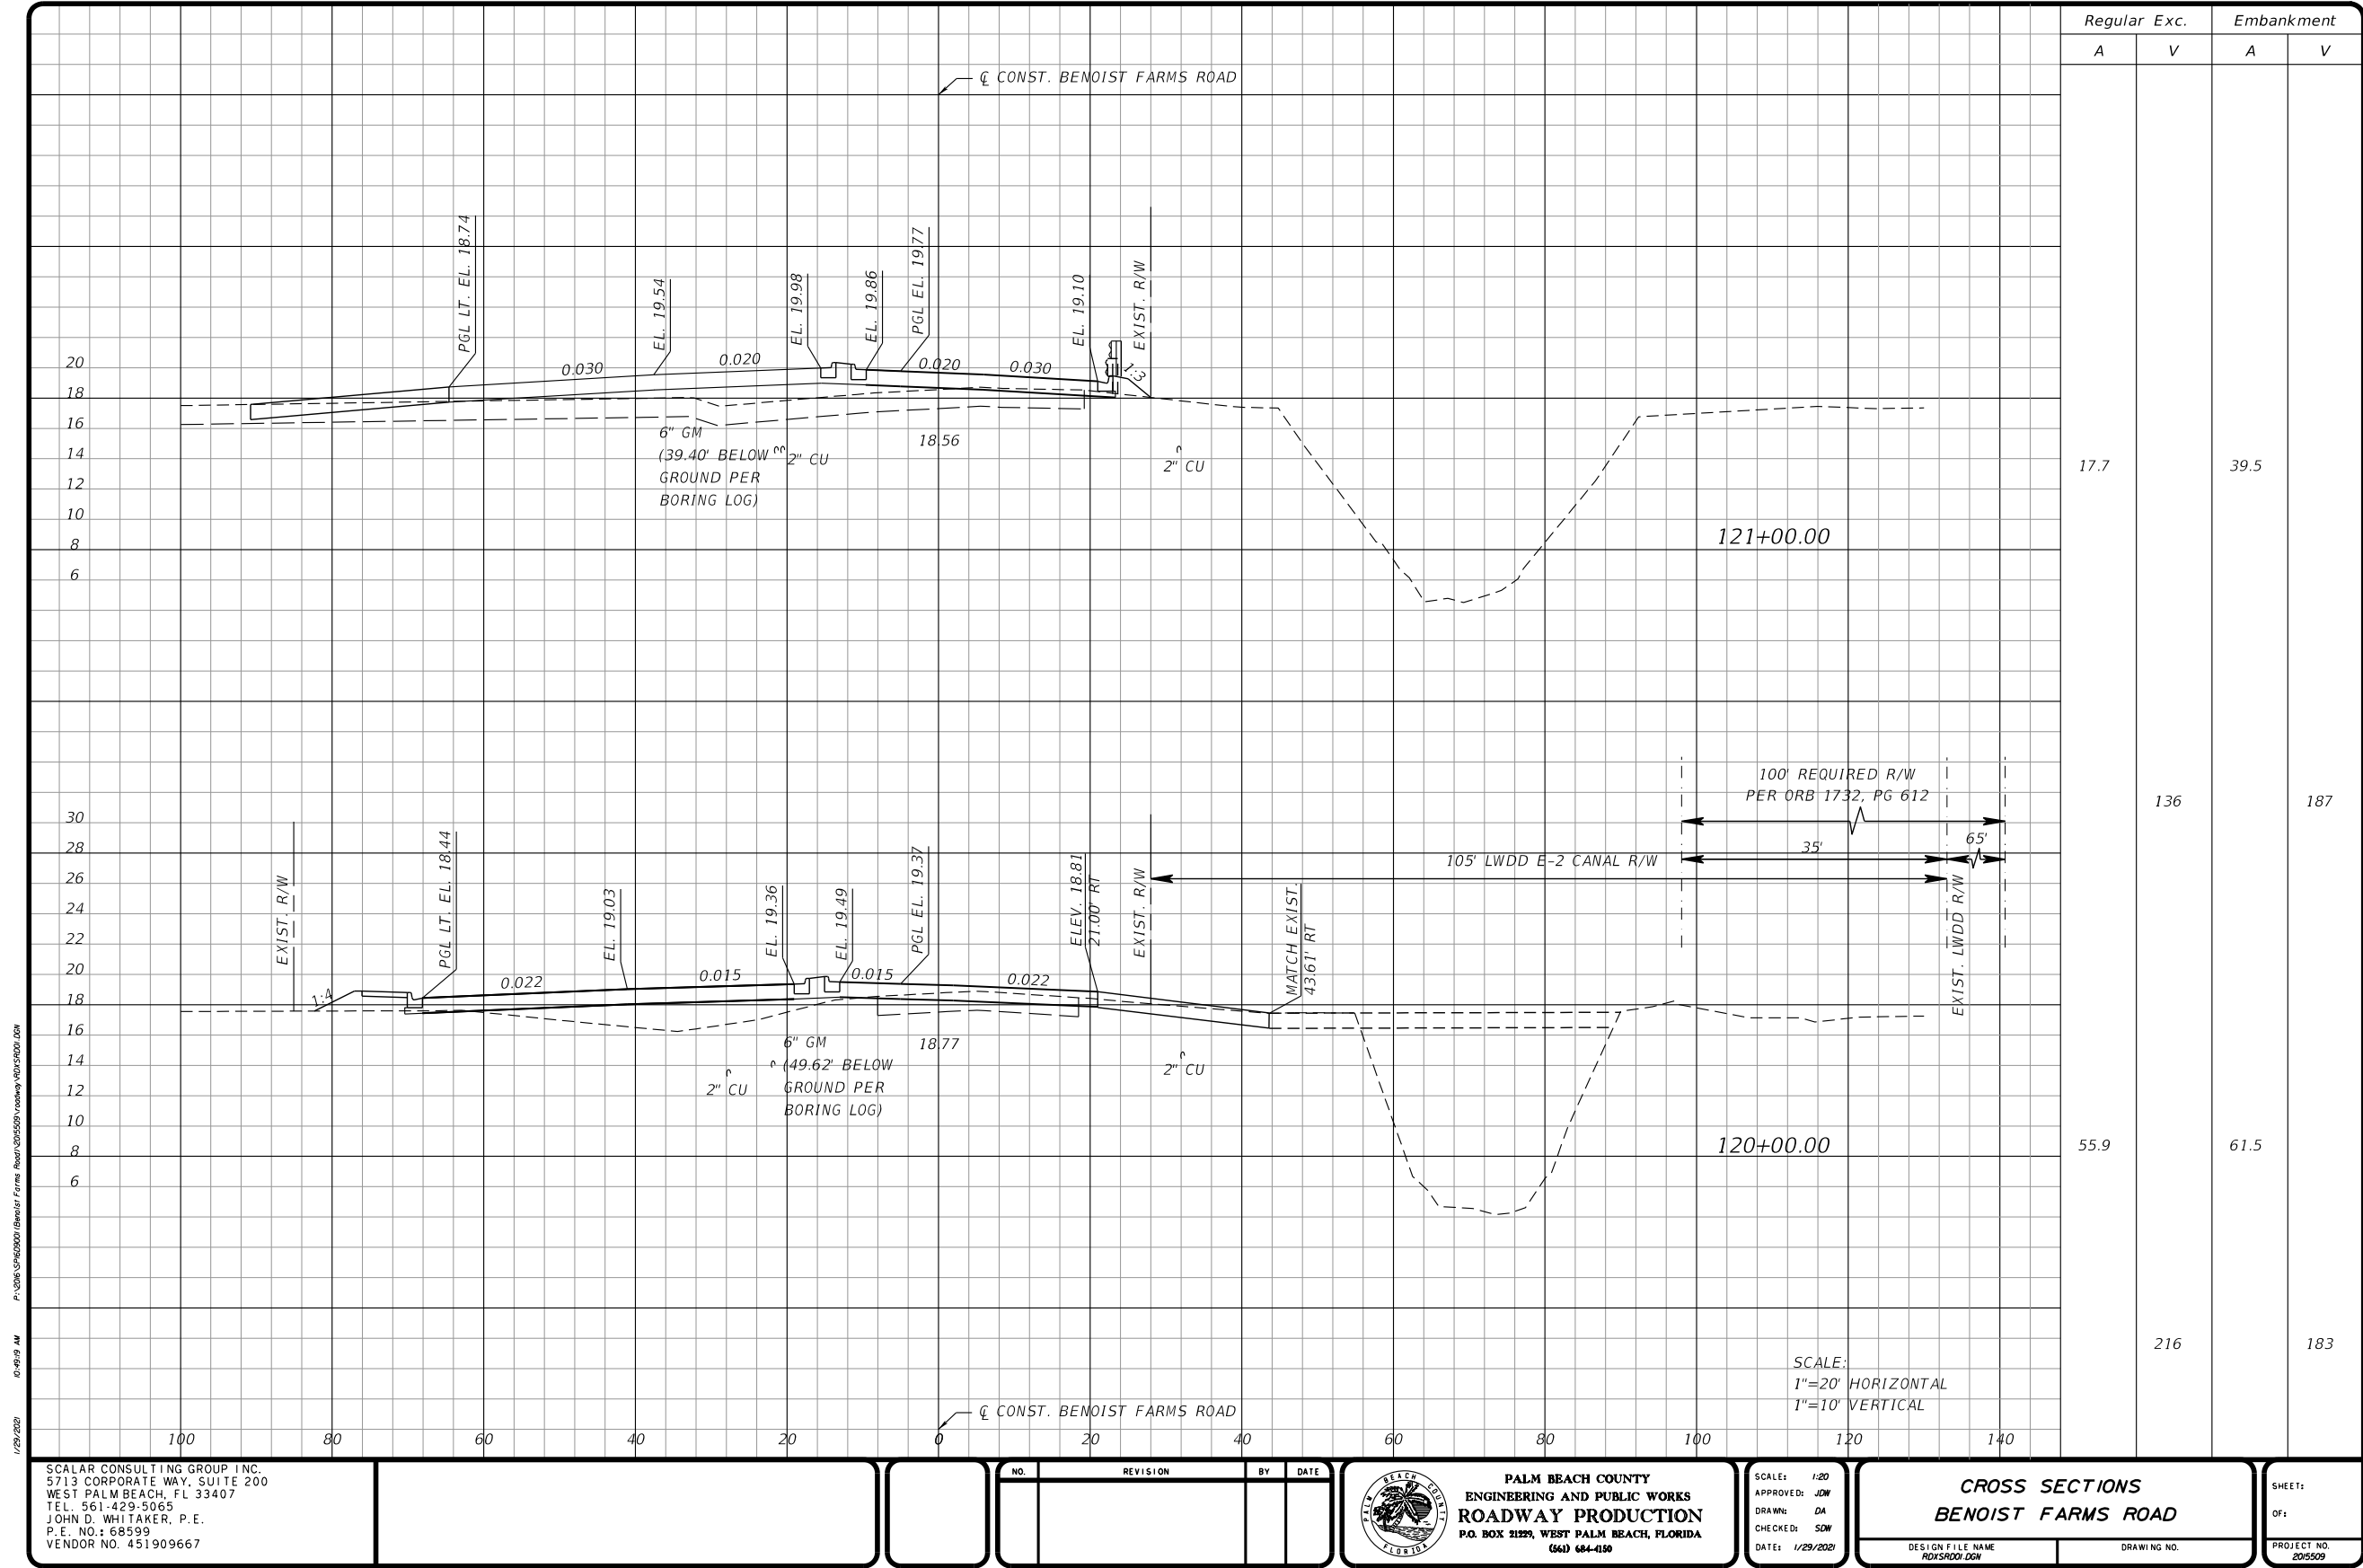 Regular Exc.
Embankment
A
V
A
V
℄ CONST. BENOIST FARMS ROAD
PGL LT. EL. 18.74
EL. 19.54
EL. 19.98
EL. 19.86
PGL EL. 19.77
EL. 19.10
EXIST. R/W
0.030
0.020
0.020
0.030
1:3
20
18
16
14
12
10
8
6
6" GM
(39.40' BELOW
GROUND PER
BORING LOG)
2" CU
18.56
2" CU
17.7
39.5
121+00.00
100' REQUIRED R/W
PER ORB 1732, PG 612
136
187
35'
65'
105' LWDD E-2 CANAL R/W
30
28
26
24
22
20
18
16
14
12
10
8
6
EXIST. R/W
PGL LT. EL. 18.44
EL. 19.03
EL. 19.36
EL. 19.49
PGL EL. 19.37
ELEV. 18.81
21.00' RT
EXIST. R/W
MATCH EXIST.
43.61' RT
EXIST. LWDD R/W
1:4
0.022
0.015
0.015
0.022
6" GM
(49.62' BELOW
GROUND PER
BORING LOG)
2" CU
18.77
2" CU
120+00.00
55.9
61.5
216
183
SCALE:
1"=20' HORIZONTAL
1"=10' VERTICAL
℄ CONST. BENOIST FARMS ROAD
100
80
60
40
20
0
20
40
60
80
100
120
140
1/29/2021
10:49:19 AM
SCALAR CONSULTING GROUP INC.
5713 CORPORATE WAY, SUITE 200
WEST PALM BEACH, FL 33407
TEL. 561-429-5065
JOHN D. WHITAKER, P.E.
P.E. NO.: 68599
VENDOR NO. 451909667
NO.
REVISION
BY
DATE
PALM BEACH COUNTY
FLORIDA
PALM BEACH COUNTY
ENGINEERING AND PUBLIC WORKS
ROADWAY PRODUCTION
P.O. BOX 21229, WEST PALM BEACH, FLORIDA
(561) 684-4150
SCALE: 1:20
APPROVED: JDW
DRAWN: DA
CHECKED: SDW
DATE: 1/29/2021
CROSS SECTIONS
BENOIST FARMS ROAD
DESIGN FILE NAME
RDXSRD01.DGN
DRAWING NO.
SHEET:
OF:
PROJECT NO.
2015509